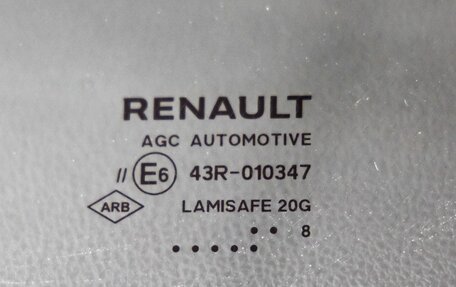 RENAULT
AGC AUTOMOTIVE
// E6 43R-010347
ARB LAMISAFE 20G
•• 8
•••••